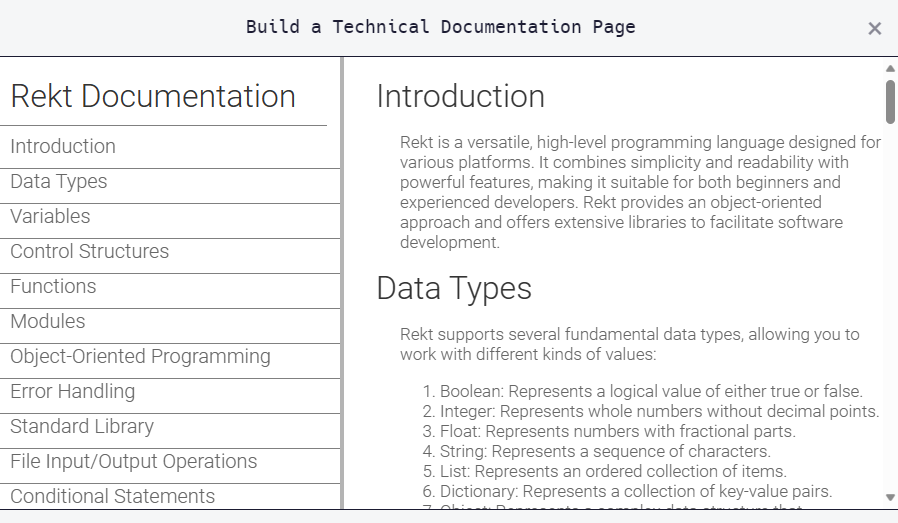 Build a Technical Documentation Page
×
Rekt Documentation
Introduction
Data Types
Variables
Control Structures
Functions
Modules
Object-Oriented Programming
Error Handling
Standard Library
File Input/Output Operations
Conditional Statements
Introduction
Rekt is a versatile, high-level programming language designed for
various platforms. It combines simplicity and readability with
powerful features, making it suitable for both beginners and
experienced developers. Rekt provides an object-oriented
approach and offers extensive libraries to facilitate software
development.
Data Types
Rekt supports several fundamental data types, allowing you to
work with different kinds of values:
1. Boolean: Represents a logical value of either true or false.
2. Integer: Represents whole numbers without decimal points.
3. Float: Represents numbers with fractional parts.
4. String: Represents a sequence of characters.
5. List: Represents an ordered collection of items.
6. Dictionary: Represents a collection of key-value pairs.
7. Object: Represents a complex data structure that